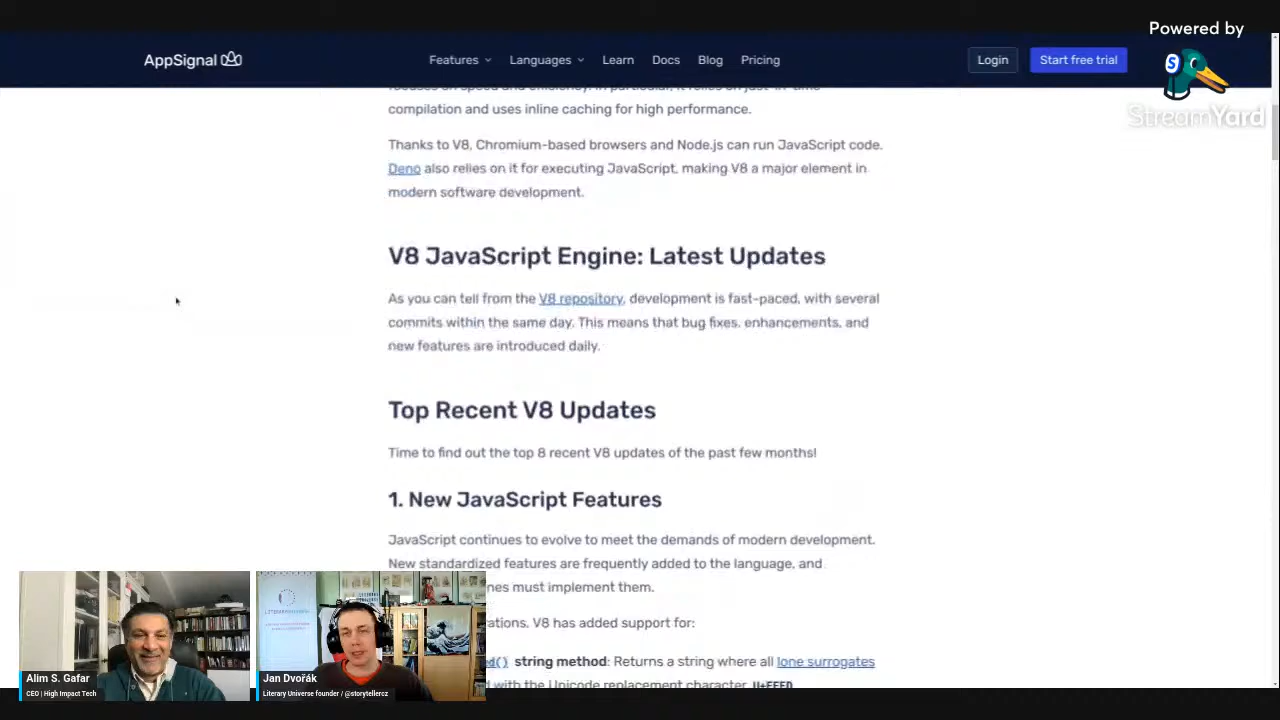 Powered by
StreamYard
AppSignal
Features
Languages
Learn
Docs
Blog
Pricing
Login
Start free trial
compilation and uses inline caching for high performance.
Thanks to V8, Chromium-based browsers and Node.js can run JavaScript code.
Deno also relies on it for executing JavaScript, making V8 a major element in
modern software development.
V8 JavaScript Engine: Latest Updates
As you can tell from the V8 repository, development is fast-paced, with several
commits within the same day. This means that bug fixes, enhancements, and
new features are introduced daily.
Top Recent V8 Updates
Time to find out the top 8 recent V8 updates of the past few months!
1. New JavaScript Features
JavaScript continues to evolve to meet the demands of modern development.
New standardized features are frequently added to the language, and
must implement them.
V8 has added support for:
string method: Returns a string where all lone surrogates
with the Unicode replacement character
Alim S. Gafar
CEO | High Impact Tech
Jan Dvořák
Literary Universe founder / @storytellercz